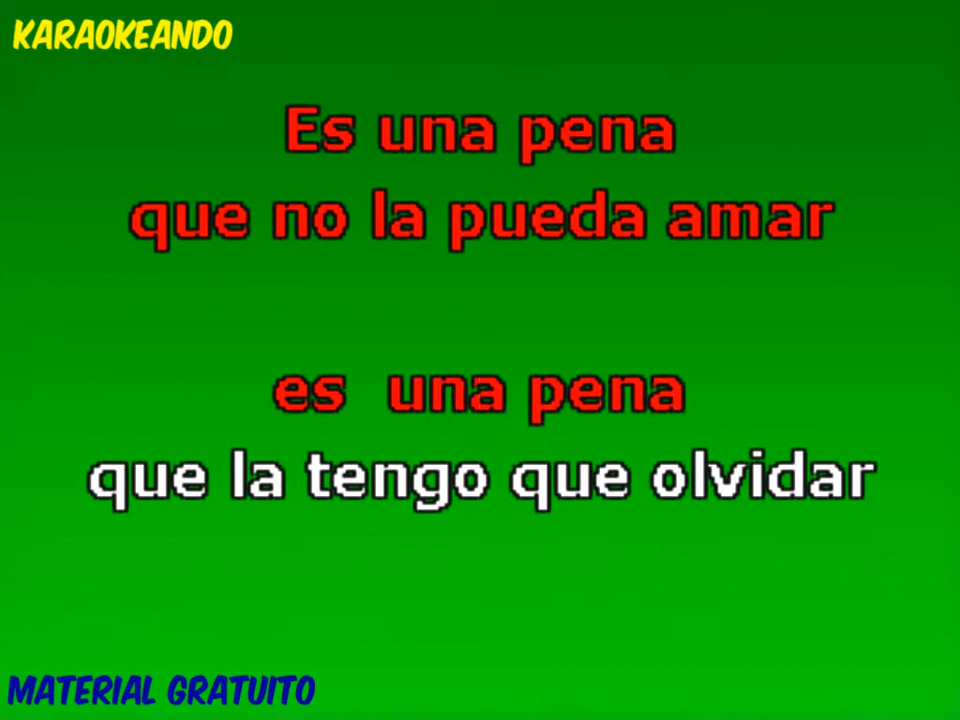 KARAOKEANDO
Es una pena
que no la pueda amar
es una pena
que la tengo que olvidar
MATERIAL GRATUITO